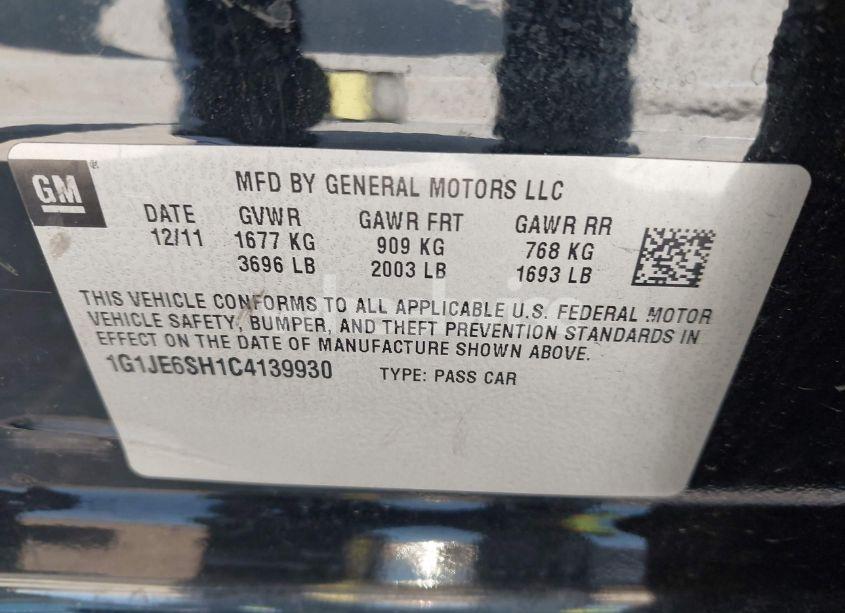 GM
MFD BY GENERAL MOTORS LLC
DATE GVWR GAWR FRT GAWR RR
12/11 1677 KG 909 KG 768 KG
3696 LB 2003 LB 1693 LB
THIS VEHICLE CONFORMS TO ALL APPLICABLE U.S. FEDERAL MOTOR
VEHICLE SAFETY, BUMPER, AND THEFT PREVENTION STANDARDS IN
EFFECT ON THE DATE OF MANUFACTURE SHOWN ABOVE.
1G1JE6SH1C4139930 TYPE: PASS CAR